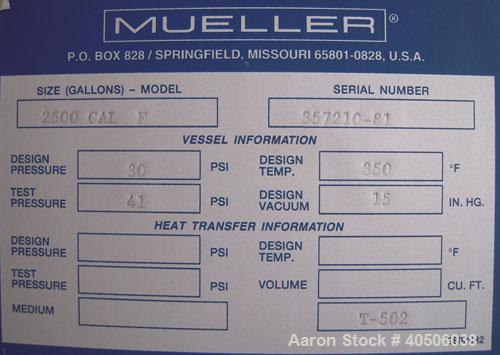 MUELLER®
P.O. BOX 828 / SPRINGFIELD, MISSOURI 65801-0828, U.S.A.
SIZE (GALLONS) – MODEL SERIAL NUMBER
2500 GAL F 357210-81
VESSEL INFORMATION
DESIGN PRESSURE 30 PSI DESIGN TEMP. 350 °F
TEST PRESSURE 41 PSI DESIGN VACUUM 15 IN. HG.
HEAT TRANSFER INFORMATION
DESIGN PRESSURE PSI DESIGN TEMP. °F
TEST PRESSURE PSI VOLUME CU. FT.
MEDIUM T-502
Aaron Stock #